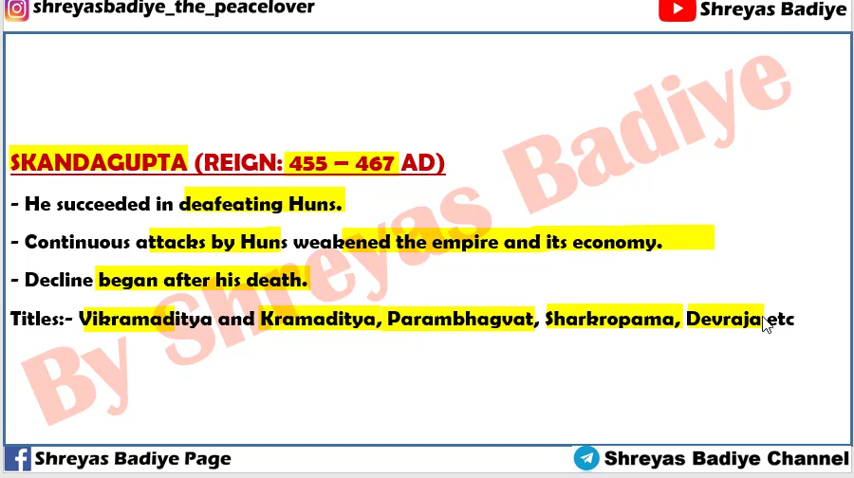 shreyasbadiye_the_peacelover
Shreyas Badiye
SKANDAGUPTA (REIGN: 455 – 467 AD)
- He succeeded in deafeating Huns.
- Continuous attacks by Huns weakened the empire and its economy.
- Decline began after his death.
Titles:- Vikramaditya and Kramaditya, Parambhagvat, Sharkropama, Devraja etc
By Shreyas Badiye
Shreyas Badiye Page
Shreyas Badiye Channel